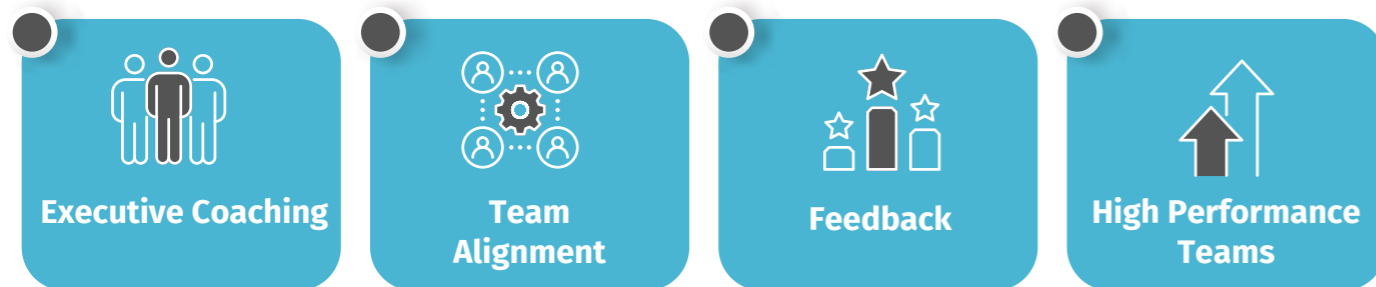 Executive Coaching
Team
Alignment
Feedback
High Performance
Teams